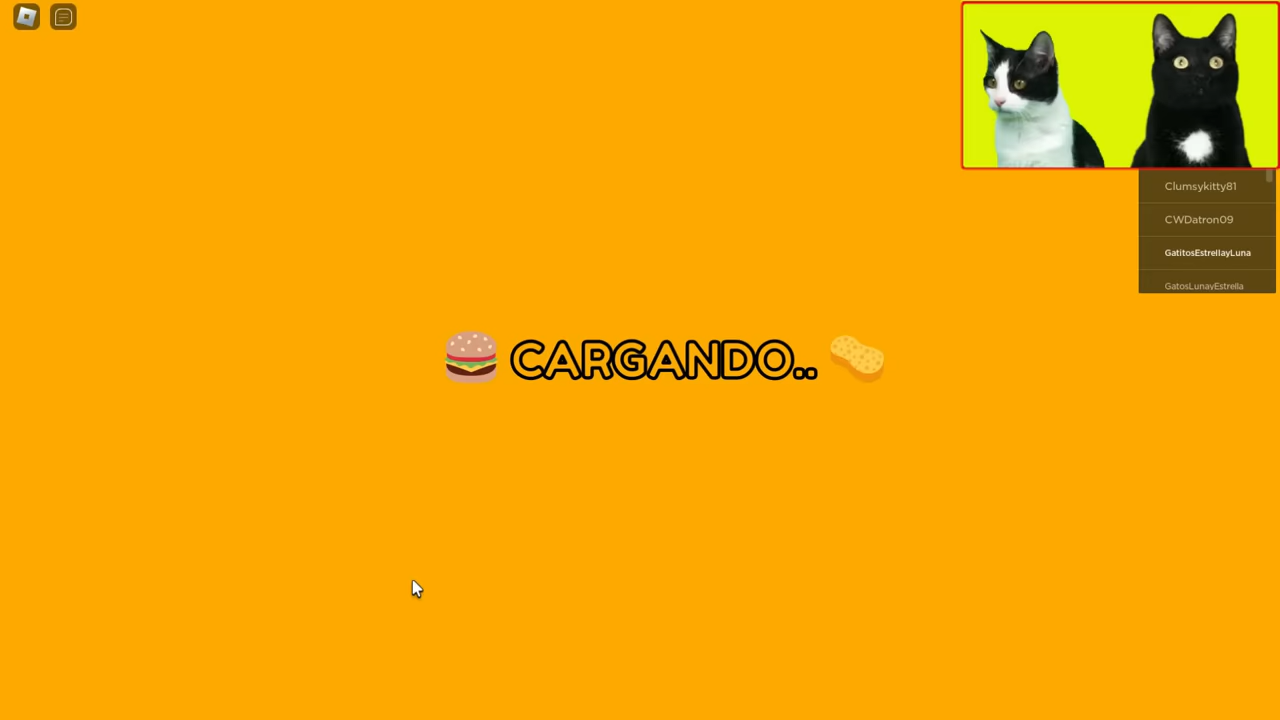 Clumsykitty81
CWDatron09
GatitosEstrellayLuna
GatosLunayEstrella
CARGANDO..